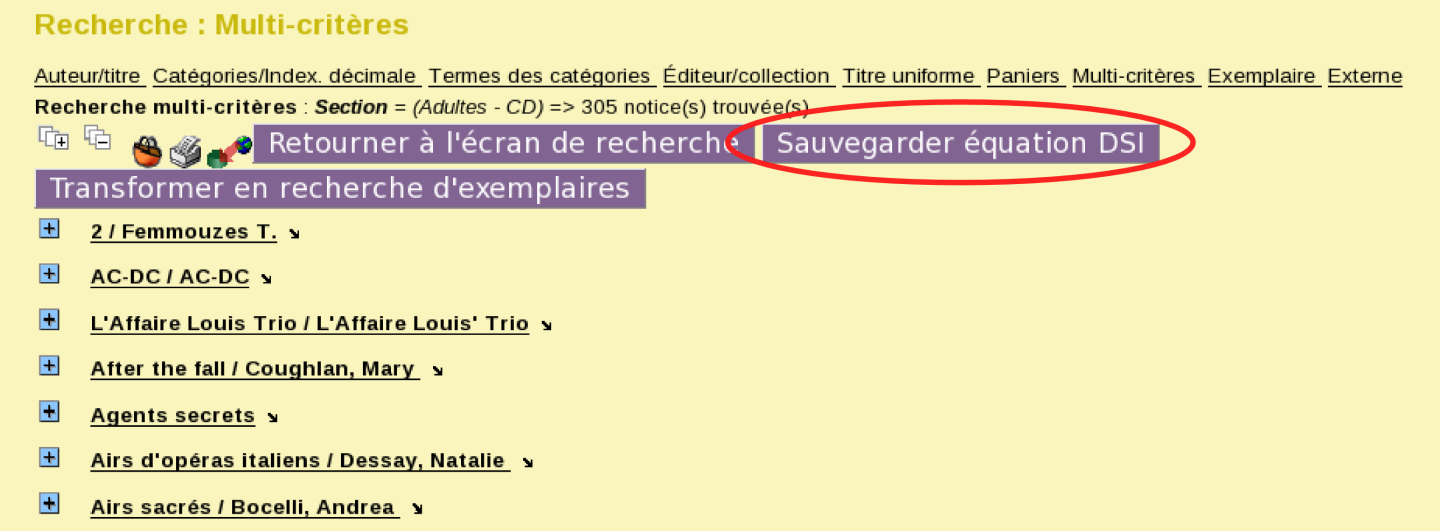 Recherche : Multi-critères
Auteur/titre Catégories/Index. décimale Termes des catégories Éditeur/collection Titre uniforme Paniers Multi-critères Exemplaire Externe
Recherche multi-critères : Section = (Adultes - CD) => 305 notice(s) trouvée(s)
Retourner à l'écran de recherche Sauvegarder équation DSI
Transformer en recherche d'exemplaires
2 / Femmouzes T.
AC-DC / AC-DC
L'Affaire Louis Trio / L'Affaire Louis' Trio
After the fall / Coughlan, Mary
Agents secrets
Airs d'opéras italiens / Dessay, Natalie
Airs sacrés / Bocelli, Andrea